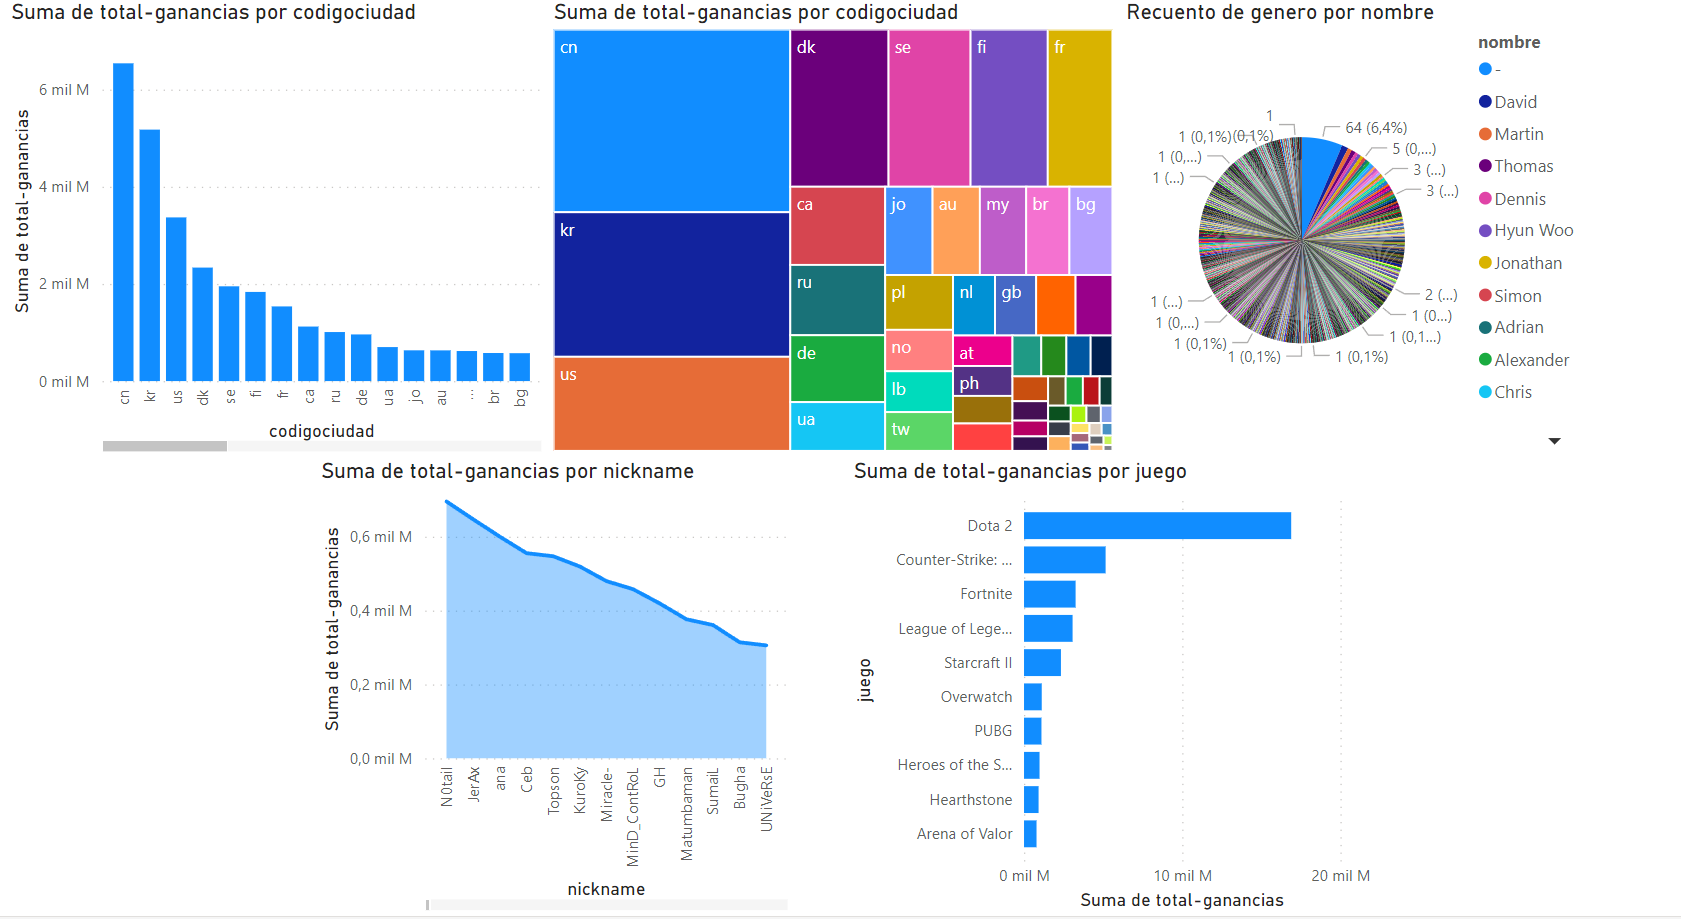 Suma de total-ganancias por codigociudad
Suma de total-ganancias
6 mil M
4 mil M
2 mil M
0 mil M
cn
kr
us
dk
se
fi
fr
ca
ru
de
ua
jo
au
...
br
bg
codigociudad
Suma de total-ganancias por codigociudad
cn
kr
us
dk
se
fi
fr
ca
ru
de
ua
jo
au
my
br
bg
pl
nl
gb
no
lb
tw
at
ph
Recuento de genero por nombre
1
1 (0,1%)
(0,1%)
1 (0,...)
1 (...)
64 (6,4%)
5 (0,...)
3 (...)
3 (...)
2 (...)
1 (0...)
1 (0,1...)
1 (0,1%)
1 (0,1%)
1 (0,1%)
1 (0,...)
1 (...)
nombre
-
David
Martin
Thomas
Dennis
Hyun Woo
Jonathan
Simon
Adrian
Alexander
Chris
Suma de total-ganancias por nickname
Suma de total-ganancias
0,6 mil M
0,4 mil M
0,2 mil M
0,0 mil M
N0tail
JerAx
ana
Ceb
Topson
KuroKy
Miracle-
MinD_ContRoL
GH
Matumbaman
SumaiL
Bugha
UNiVeRsE
nickname
Suma de total-ganancias por juego
juego
Dota 2
Counter-Strike: ...
Fortnite
League of Lege...
Starcraft II
Overwatch
PUBG
Heroes of the S...
Hearthstone
Arena of Valor
0 mil M
10 mil M
20 mil M
Suma de total-ganancias